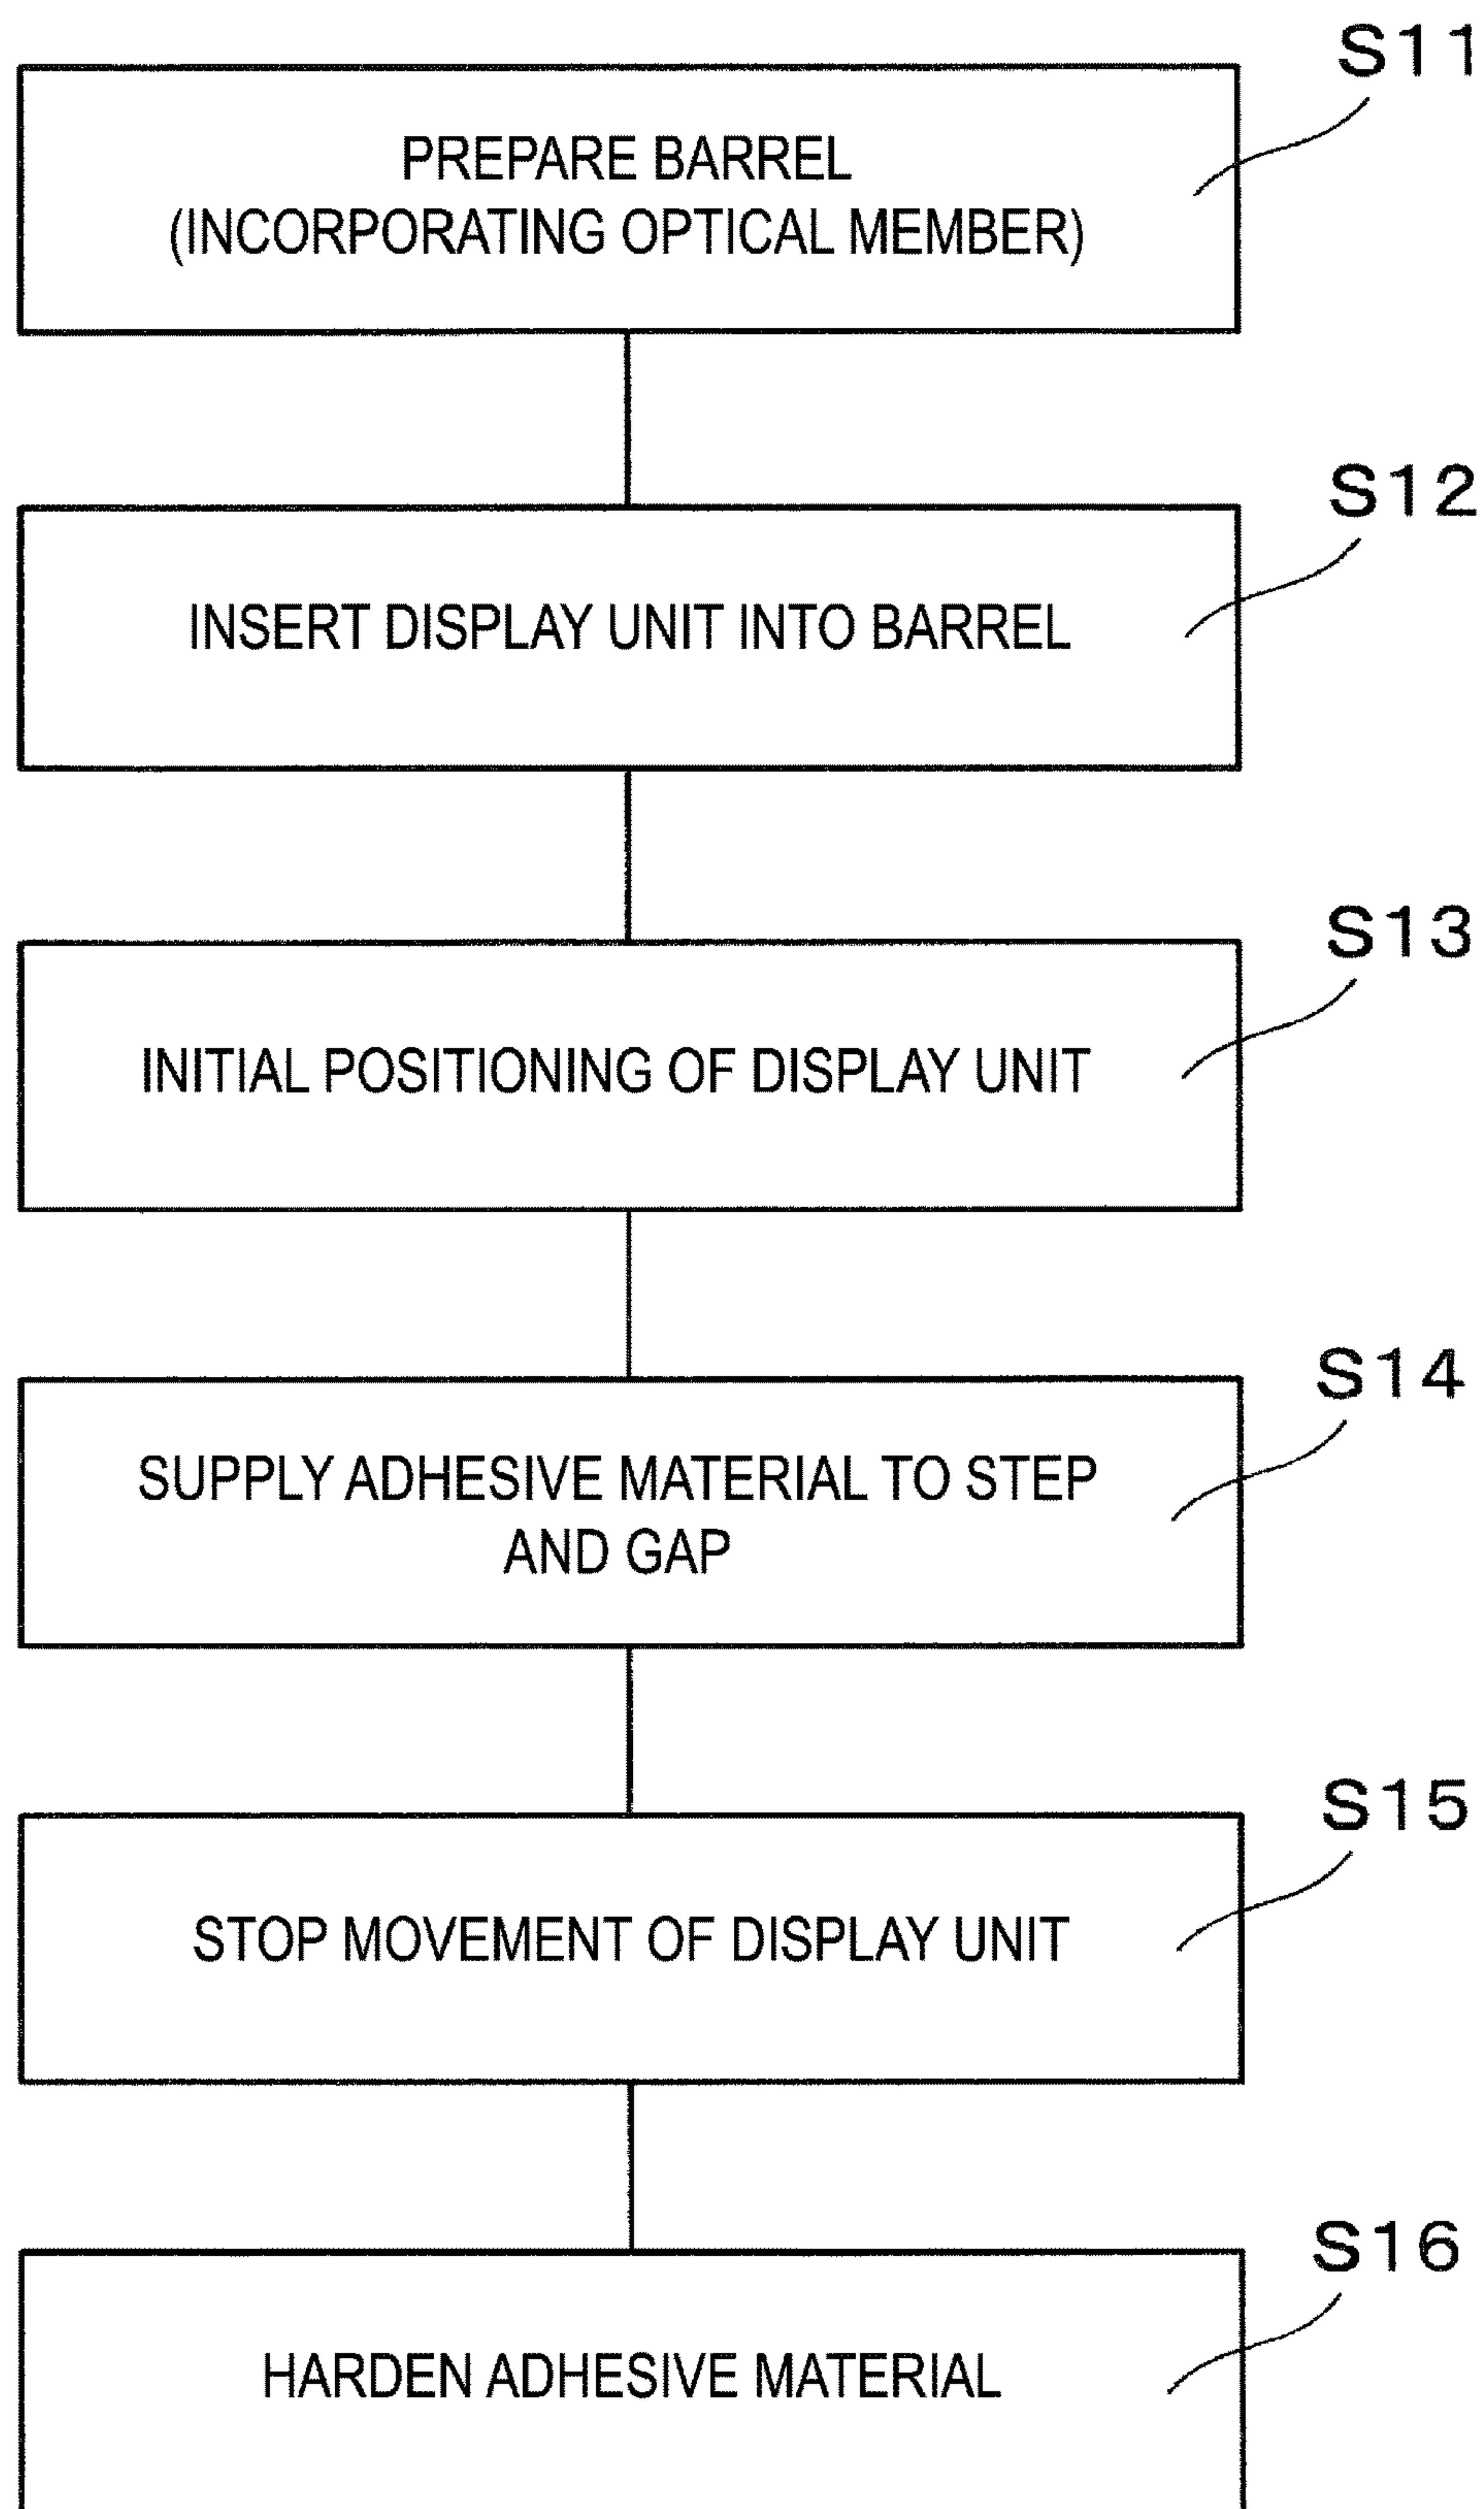 S11
PREPARE BARREL
(INCORPORATING OPTICAL MEMBER)
S12
INSERT DISPLAY UNIT INTO BARREL
S13
INITIAL POSITIONING OF DISPLAY UNIT
S14
SUPPLY ADHESIVE MATERIAL TO STEP
AND GAP
S15
STOP MOVEMENT OF DISPLAY UNIT
S16
HARDEN ADHESIVE MATERIAL